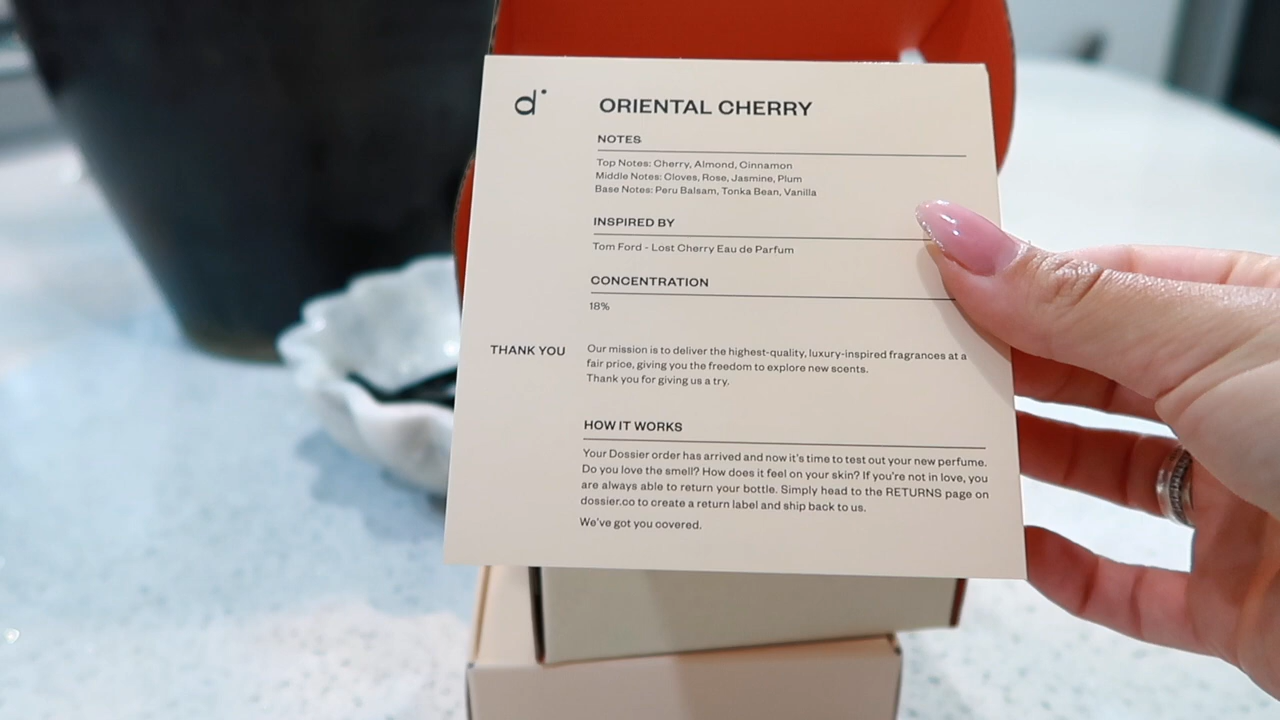 d·
ORIENTAL CHERRY
NOTES
Top Notes: Cherry, Almond, Cinnamon
Middle Notes: Cloves, Rose, Jasmine, Plum
Base Notes: Peru Balsam, Tonka Bean, Vanilla
INSPIRED BY
Tom Ford - Lost Cherry Eau de Parfum
CONCENTRATION
18%
THANK YOU
Our mission is to deliver the highest-quality, luxury-inspired fragrances at a
fair price, giving you the freedom to explore new scents.
Thank you for giving us a try.
HOW IT WORKS
Your Dossier order has arrived and now it's time to test out your new perfume.
Do you love the smell? How does it feel on your skin? If you're not in love, you
are always able to return your bottle. Simply head to the RETURNS page on
dossier.co to create a return label and ship back to us.
We've got you covered.